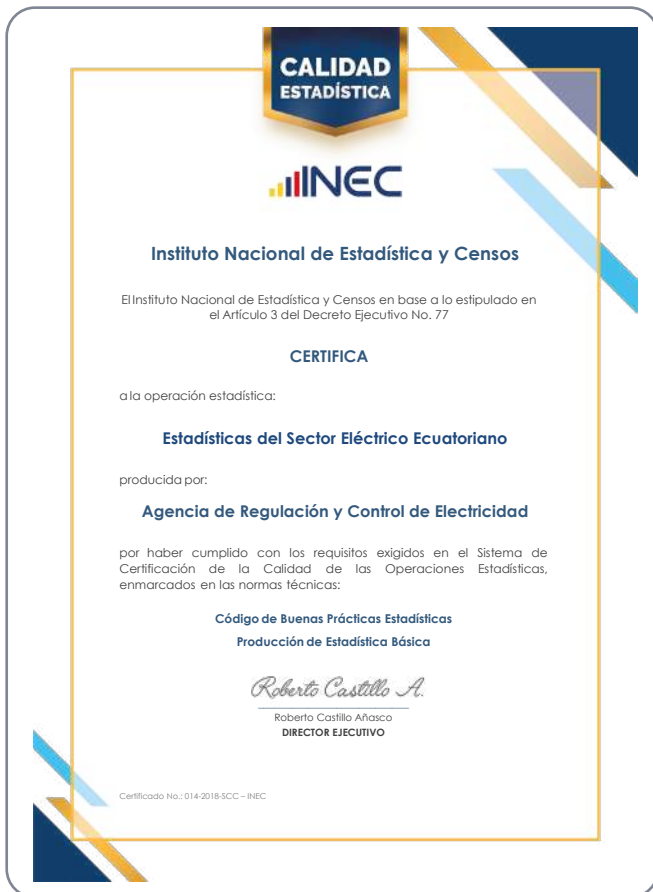 CALIDAD
ESTADÍSTICA
INEC
Instituto Nacional de Estadística y Censos
El Instituto Nacional de Estadística y Censos en base a lo estipulado en
el Artículo 3 del Decreto Ejecutivo No. 77
CERTIFICA
a la operación estadística:
Estadísticas del Sector Eléctrico Ecuatoriano
producida por:
Agencia de Regulación y Control de Electricidad
por haber cumplido con los requisitos exigidos en el Sistema de
Certificación de la Calidad de las Operaciones Estadísticas,
enmarcados en las normas técnicas:
Código de Buenas Prácticas Estadísticas
Producción de Estadística Básica
Roberto Castillo A.
Roberto Castillo Añasco
DIRECTOR EJECUTIVO
Certificado No.: 014-2018-SCC – INEC